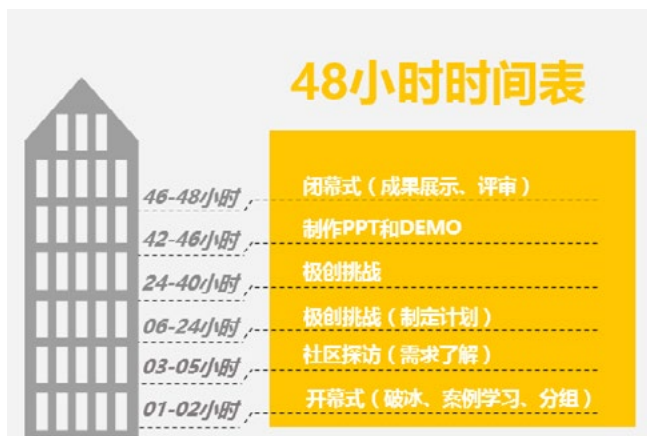 48小时时间表
46-48小时 闭幕式（成果展示、评审）
42-46小时 制作PPT和DEMO
24-40小时 极创挑战
06-24小时 极创挑战（制定计划）
03-05小时 社区探访（需求了解）
01-02小时 开幕式（破冰、案例学习、分组）